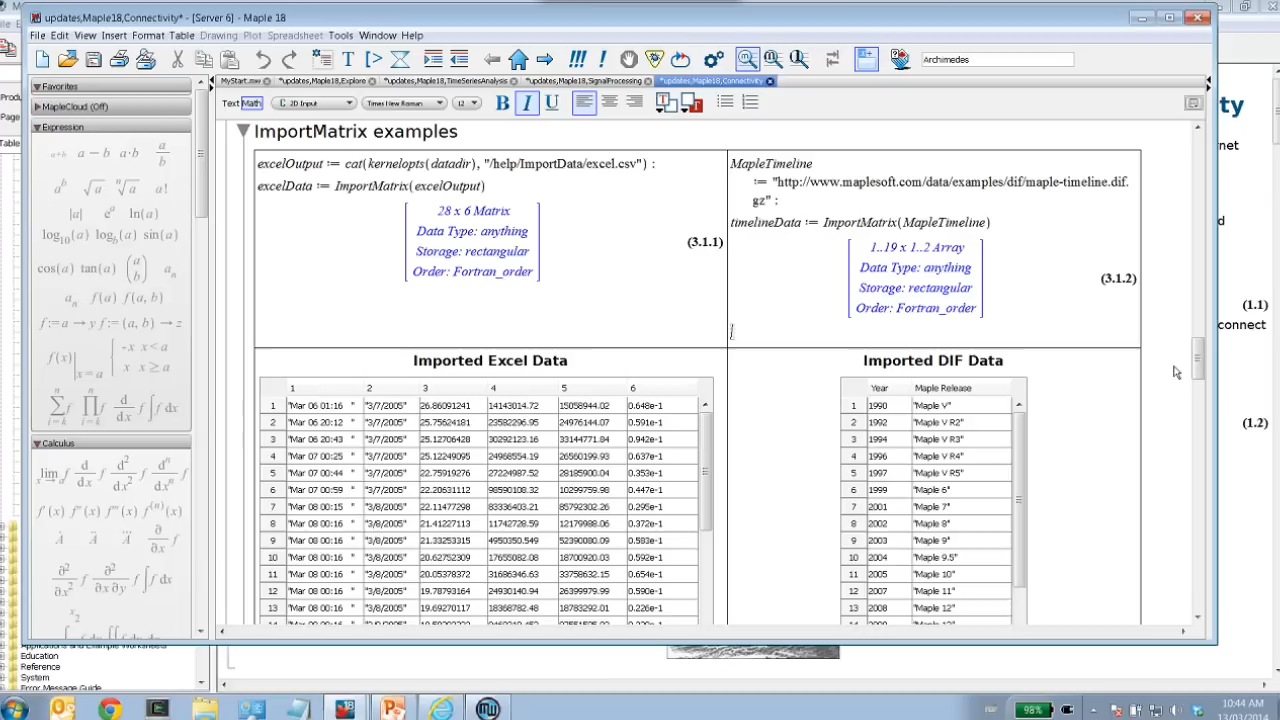 updates,Maple18,Connectivity* - [Server 6] - Maple 18
File Edit View Insert Format Table Drawing Plot Spreadsheet Tools Window Help
Archimedes
MyStart.mw *updates,Maple18,Explore *updates,Maple18,TimeSeriesAnalysis *updates,Maple18,SignalProcessing *updates,Maple18,Connectivity
Text Math 2D Input Times New Roman 12 B I U
Favorites
MapleCloud (Off)
Expression
a+b a − b a·b a/b
a^b √a ⁿ√a a!
|a| e^a ln(a)
log10(a) log_b(a) sin(a)
cos(a) tan(a) (a b) a_n
a_n f(a) f(a, b)
f := a → y f := (a, b) → z
f(x)|x=a { -x x<a x x≥a
Calculus
ImportMatrix examples
excelOutput := cat(kernelopts(datadir), "/help/ImportData/excel.csv") :
excelData := ImportMatrix(excelOutput)
28 x 6 Matrix
Data Type: anything
Storage: rectangular
Order: Fortran_order
(3.1.1)
MapleTimeline
:= "http://www.maplesoft.com/data/examples/dif/maple-timeline.dif.
gz" :
timelineData := ImportMatrix(MapleTimeline)
1..19 x 1..2 Array
Data Type: anything
Storage: rectangular
Order: Fortran_order
(3.1.2)
Imported Excel Data
1 2 3 4 5 6
1 "Mar 06 01:16 " "3/7/2005" 26.86091241 14143014.72 15058944.02 0.648e-1
2 "Mar 06 20:12 " "3/7/2005" 25.75624181 23582296.95 24976144.07 0.591e-1
3 "Mar 06 20:43 " "3/7/2005" 25.12706428 30292123.16 33144771.84 0.942e-1
4 "Mar 07 00:25 " "3/7/2005" 25.12249095 24968554.19 26560199.93 0.637e-1
5 "Mar 07 00:44 " "3/7/2005" 22.75919276 27224987.52 28185900.04 0.353e-1
6 "Mar 07 00:59 " "3/7/2005" 22.20631112 98590108.32 10299759.98 0.447e-1
7 "Mar 08 00:15 " "3/8/2005" 22.11477298 83336403.21 85792302.26 0.295e-1
8 "Mar 08 00:16 " "3/8/2005" 21.41227113 11742728.59 12179988.06 0.372e-1
9 "Mar 08 00:16 " "3/8/2005" 21.33253315 4950350.549 52390080.09 0.583e-1
10 "Mar 08 00:16 " "3/8/2005" 20.62752309 17655082.08 18700920.03 0.592e-1
11 "Mar 08 00:16 " "3/8/2005" 20.05378372 31686346.63 33758632.15 0.654e-1
12 "Mar 08 00:16 " "3/8/2005" 19.78793164 24930140.94 26399979.99 0.590e-1
13 "Mar 08 00:16 " "3/8/2005" 19.69270117 18368782.48 18783292.01 0.226e-1
Imported DIF Data
Year Maple Release
1 1990 "Maple V"
2 1992 "Maple V R2"
3 1994 "Maple V R3"
4 1996 "Maple V R4"
5 1997 "Maple V R5"
6 1999 "Maple 6"
7 2001 "Maple 7"
8 2002 "Maple 8"
9 2003 "Maple 9"
10 2004 "Maple 9.5"
11 2005 "Maple 10"
12 2007 "Maple 11"
13 2008 "Maple 12"
(1.1)
connect
(1.2)
Applications and Example Worksheets
Education
Reference
System
Error Message Guide
98%
10:44 AM
13/03/2014